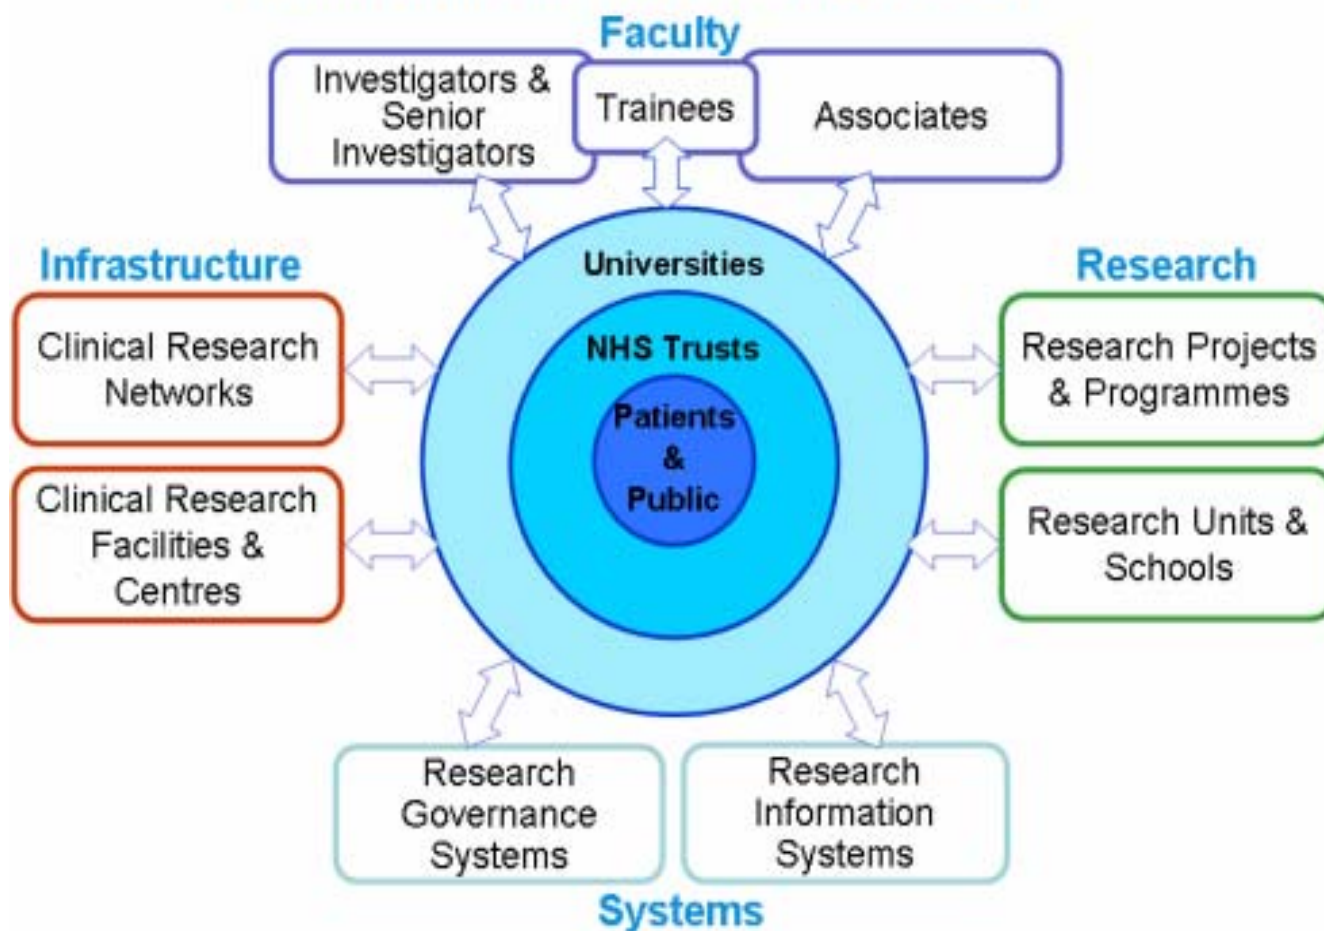 Faculty
Investigators &
Senior
Investigators
Trainees
Associates
Infrastructure
Clinical Research
Networks
Clinical Research
Facilities &
Centres
Universities
NHS Trusts
Patients
&
Public
Research
Research Projects
& Programmes
Research Units &
Schools
Research
Governance
Systems
Research
Information
Systems
Systems